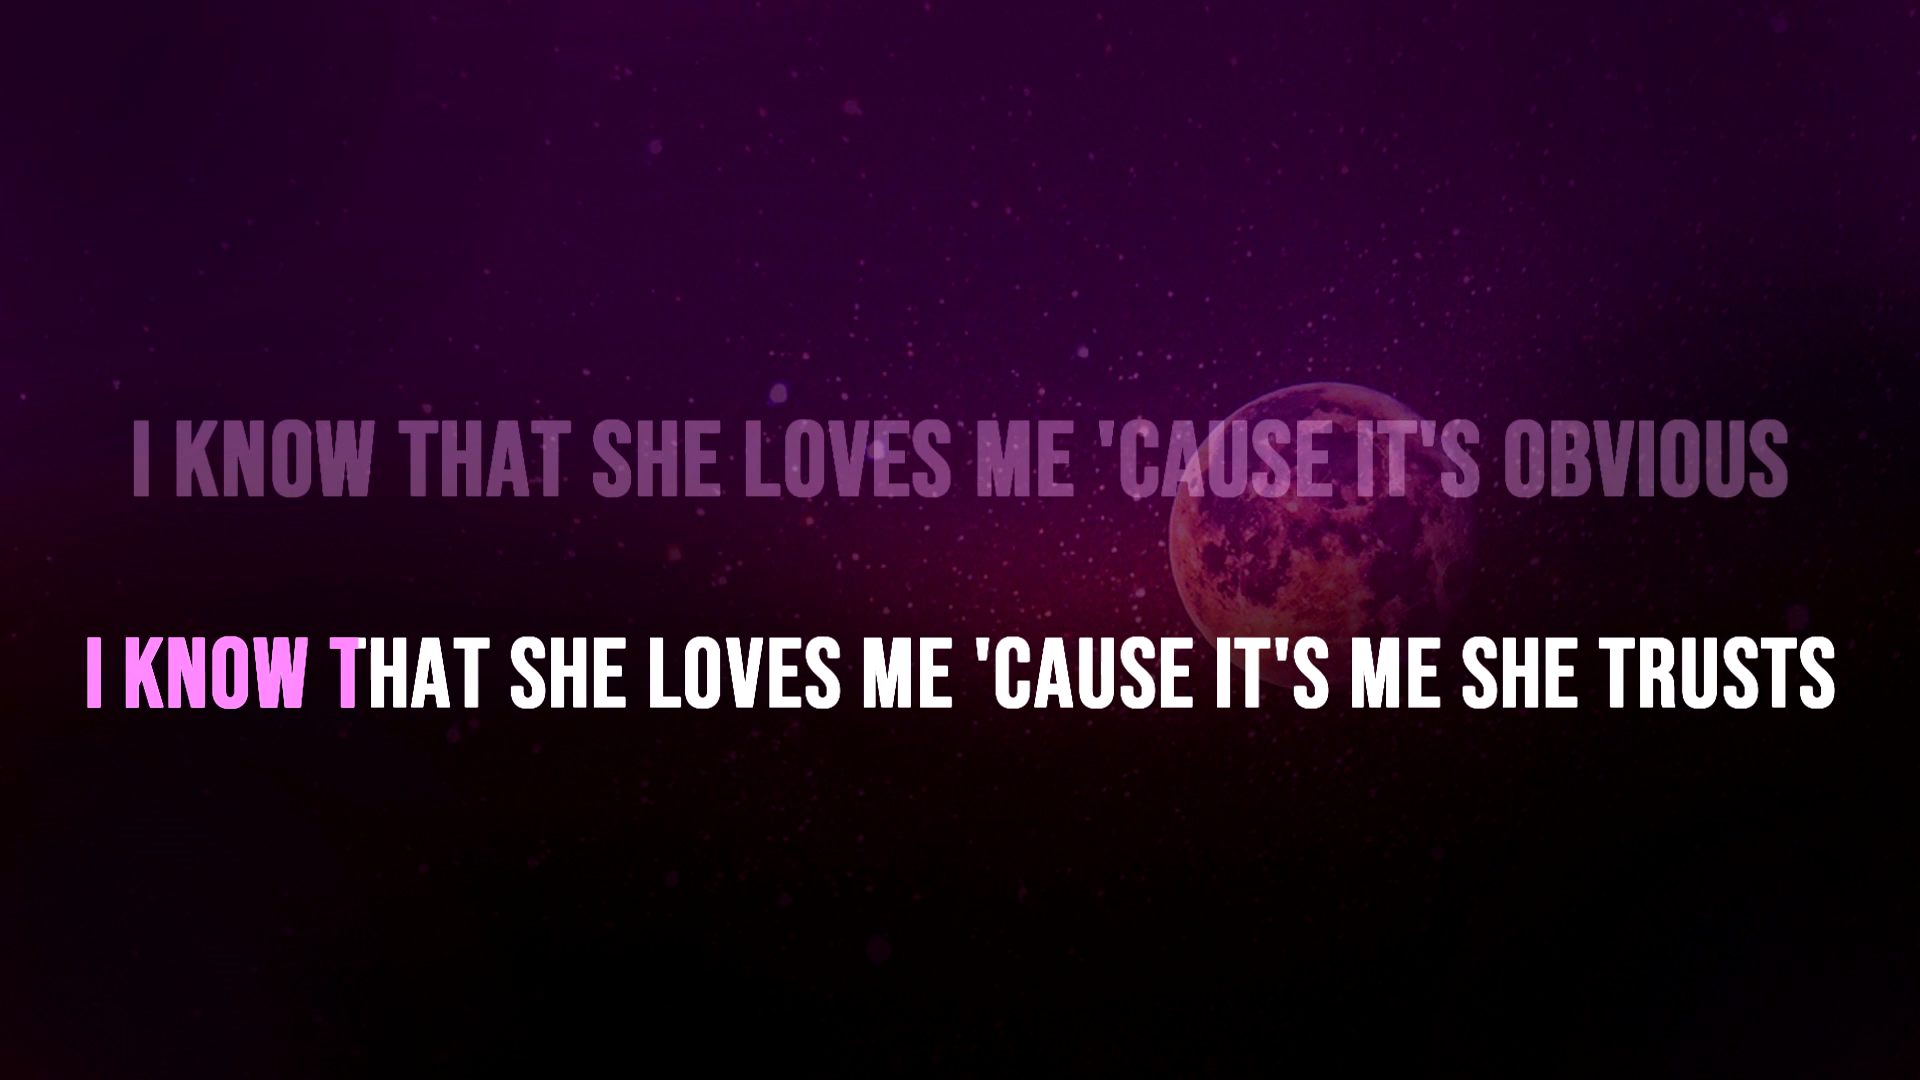 I KNOW THAT SHE LOVES ME 'CAUSE IT'S OBVIOUS
I KNOW THAT SHE LOVES ME 'CAUSE IT'S ME SHE TRUSTS